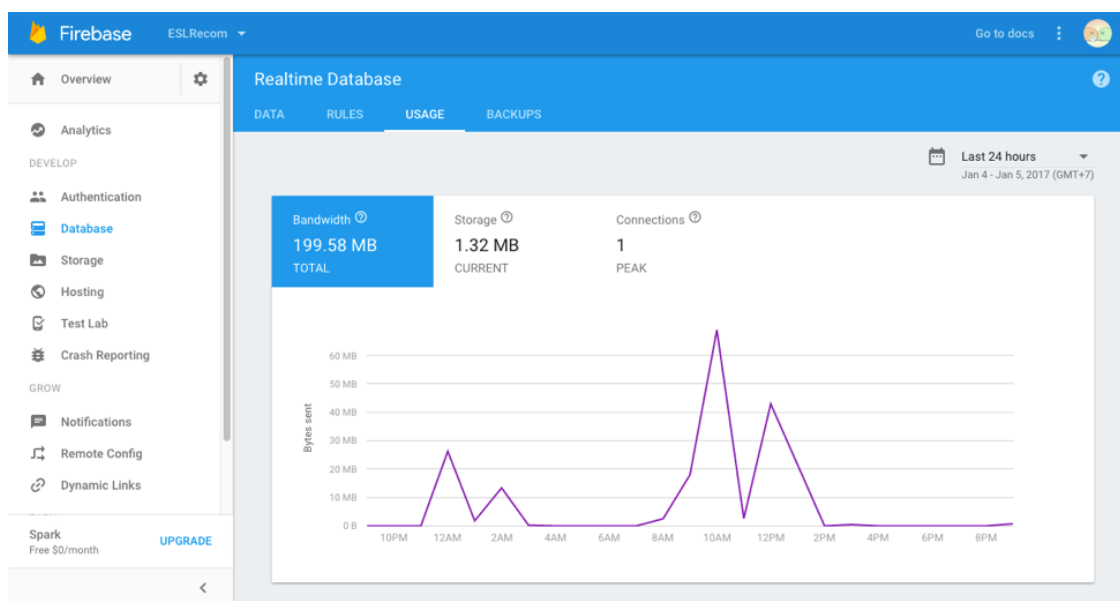 Firebase
ESLRecom
Go to docs
Overview
Analytics
DEVELOP
Authentication
Database
Storage
Hosting
Test Lab
Crash Reporting
GROW
Notifications
Remote Config
Dynamic Links
Spark
Free $0/month
UPGRADE
Realtime Database
DATA RULES USAGE BACKUPS
Last 24 hours
Jan 4 - Jan 5, 2017 (GMT+7)
Bandwidth Storage Connections
199.58 MB 1.32 MB 1
TOTAL CURRENT PEAK
Bytes sent
60 MB
50 MB
40 MB
30 MB
20 MB
10 MB
0 B
10PM 12AM 2AM 4AM 6AM 8AM 10AM 12PM 2PM 4PM 6PM 8PM